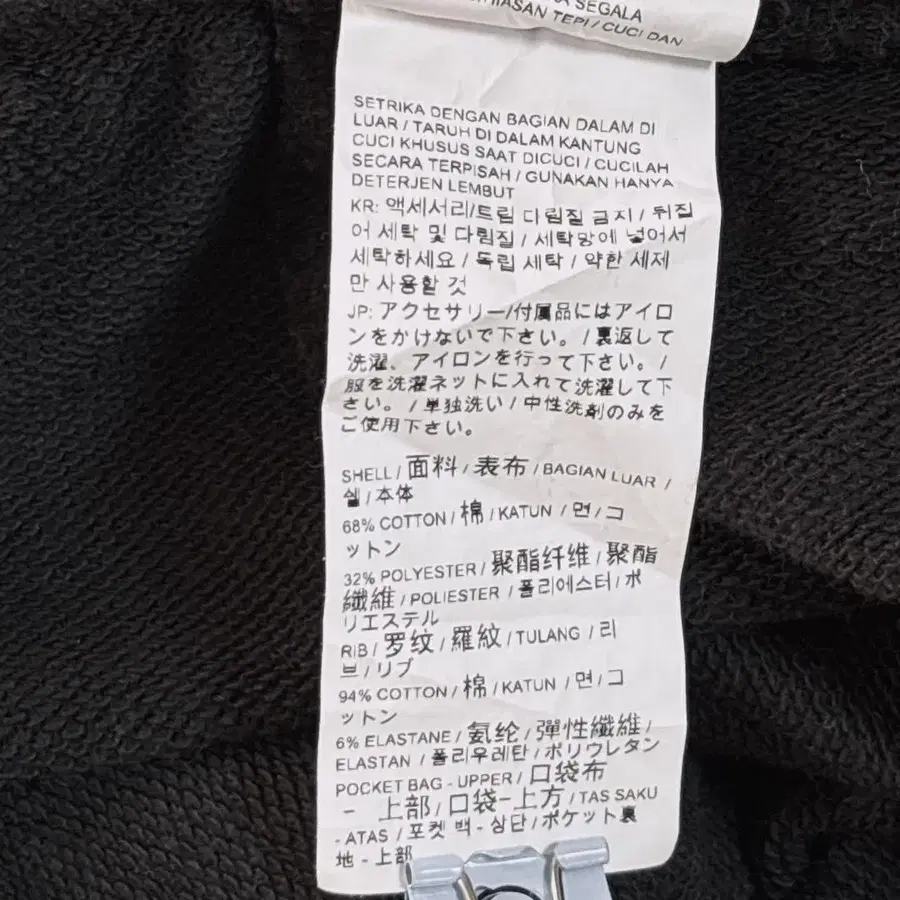 SEGALA
HIASAN TEPI / CUCI DAN
SETRIKA DENGAN BAGIAN DALAM DI
LUAR / TARUH DI DALAM KANTUNG
CUCI KHUSUS SAAT DICUCI / CUCILAH
SECARA TERPISAH / GUNAKAN HANYA
DETERJEN LEMBUT
KR: 액세서리/트림 다림질 금지 / 뒤집
어 세탁 및 다림질 / 세탁망에 넣어서
세탁하세요 / 독립 세탁 / 약한 세제
만 사용할 것
JP: アクセサリー/付属品にはアイロ
ンをかけないで下さい。 / 裏返して
洗濯、アイロンを行って下さい。 /
服を洗濯ネットに入れて洗濯して下
さい。 / 単独洗い / 中性洗剤のみを
ご使用下さい。
SHELL / 面料 / 表布 / BAGIAN LUAR /
쉘 / 本体
68% COTTON / 棉 / KATUN / 면 / コ
ットン
32% POLYESTER / 聚酯纤维 / 聚酯
纖維 / POLIESTER / 폴리에스터 / ポ
リエステル
RIB / 罗纹 / 羅紋 / TULANG / 리
브 / リブ
94% COTTON / 棉 / KATUN / 면 / コ
ットン
6% ELASTANE / 氨纶 / 彈性纖維 /
ELASTAN / 폴리우레탄 / ポリウレタン
POCKET BAG - UPPER / 口袋布
- 上部 / 口袋-上方 / TAS SAKU
- ATAS / 포켓 백 - 상단 / ポケット裏
地 - 上部